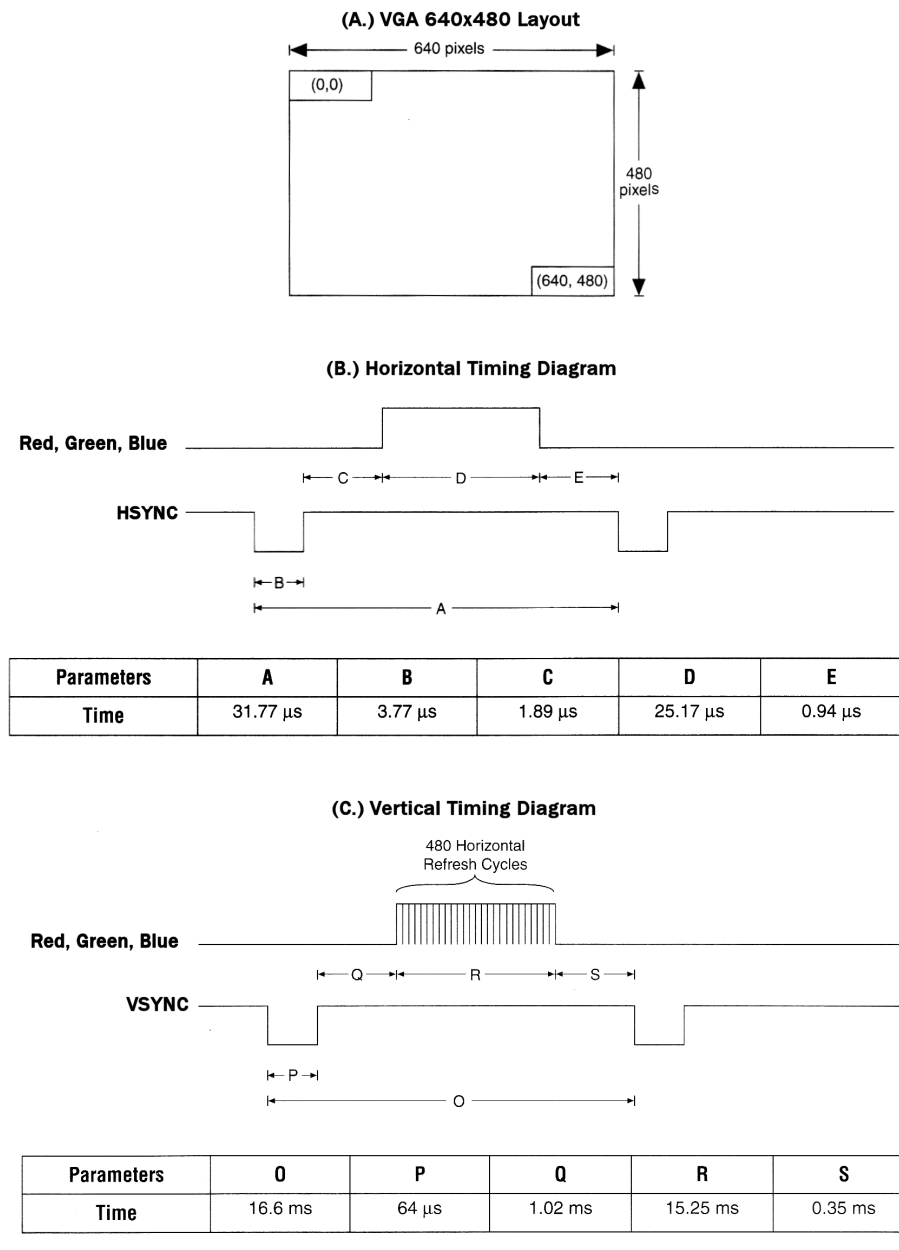 (A.) VGA 640x480 Layout
640 pixels
(0,0)
480
pixels
(640, 480)
(B.) Horizontal Timing Diagram
Red, Green, Blue
C D E
HSYNC
B
A
Parameters A B C D E
Time 31.77 µs 3.77 µs 1.89 µs 25.17 µs 0.94 µs
(C.) Vertical Timing Diagram
480 Horizontal
Refresh Cycles
Red, Green, Blue
Q R S
VSYNC
P
O
Parameters O P Q R S
Time 16.6 ms 64 µs 1.02 ms 15.25 ms 0.35 ms